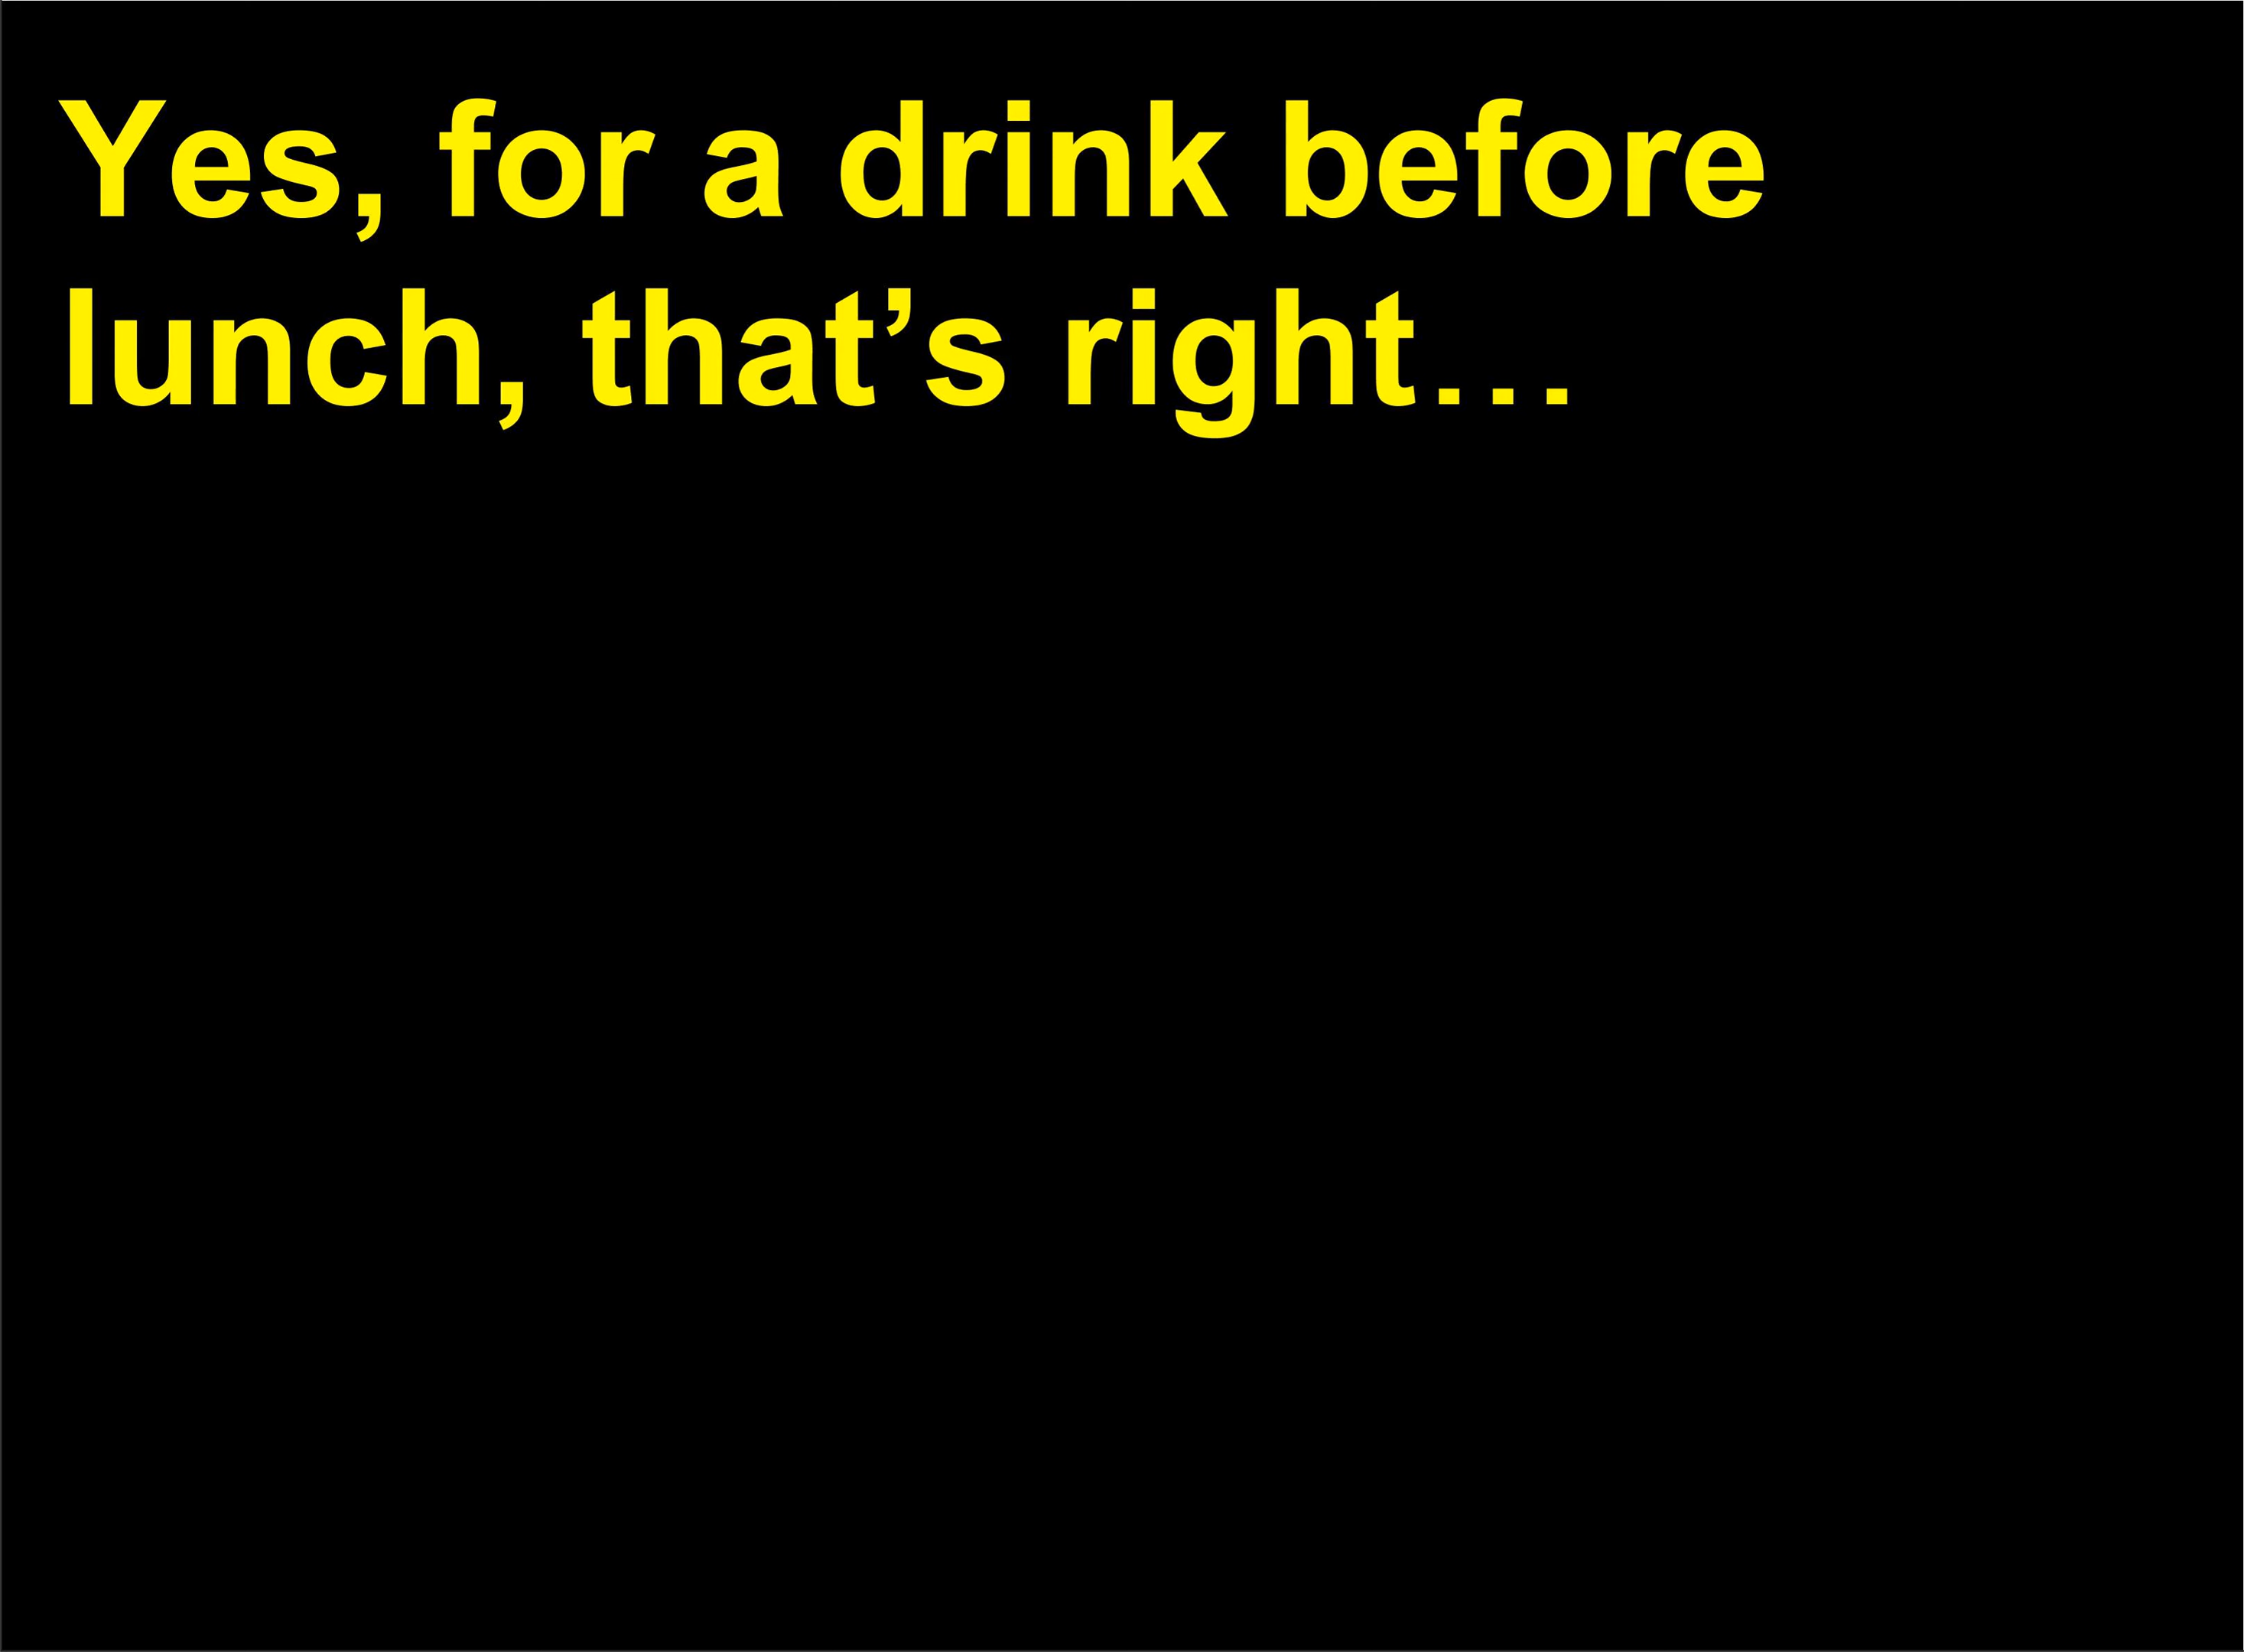 Yes, for a drink before
lunch, that’s right…